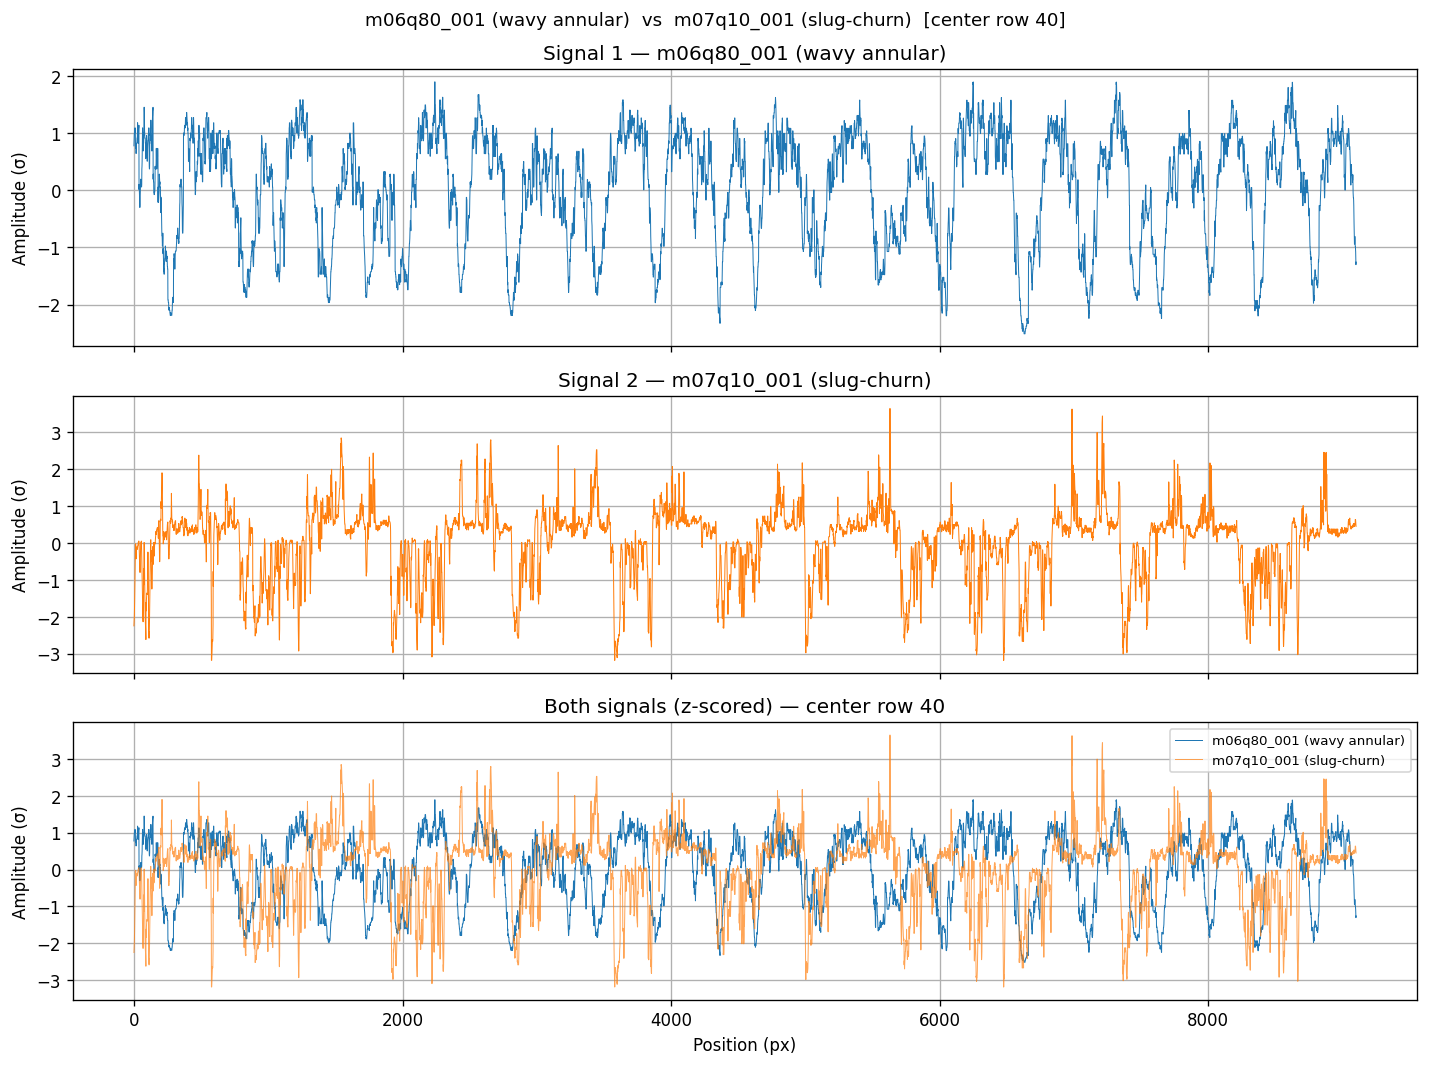 m06q80_001 (wavy annular)  vs  m07q10_001 (slug-churn)  [center row 40]
Signal 1 — m06q80_001 (wavy annular)
2
1
0
−1
−2
Amplitude (σ)
Signal 2 — m07q10_001 (slug-churn)
3
2
1
0
−1
−2
−3
Amplitude (σ)
Both signals (z-scored) — center row 40
m06q80_001 (wavy annular)
m07q10_001 (slug-churn)
3
2
1
0
−1
−2
−3
Amplitude (σ)
0 2000 4000 6000 8000
Position (px)